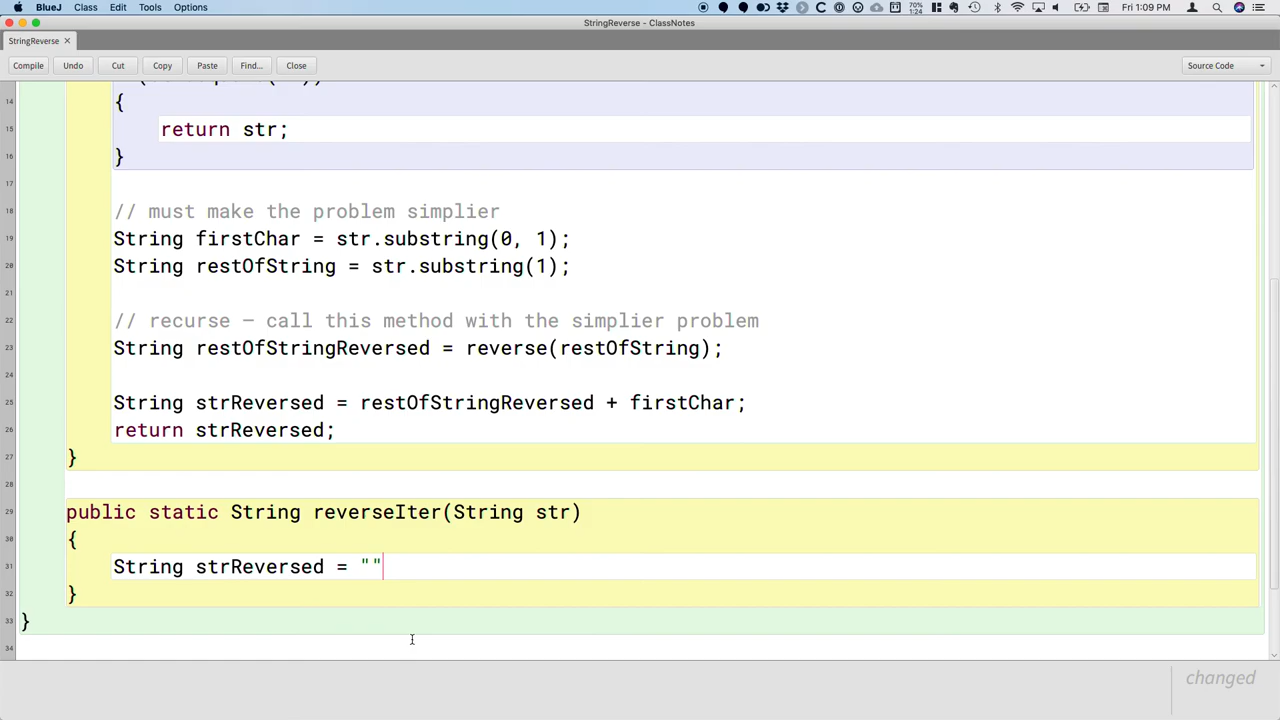 BlueJ Class Edit Tools Options 70% 1:24 Fri 1:09 PM
StringReverse - ClassNotes
StringReverse ×
Compile Undo Cut Copy Paste Find... Close Source Code
14 {
15 return str;
16 }
17
18 // must make the problem simplier
19 String firstChar = str.substring(0, 1);
20 String restOfString = str.substring(1);
21
22 // recurse – call this method with the simplier problem
23 String restOfStringReversed = reverse(restOfString);
24
25 String strReversed = restOfStringReversed + firstChar;
26 return strReversed;
27 }
28
29 public static String reverseIter(String str)
30 {
31 String strReversed = ""
32 }
33 }
34
changed